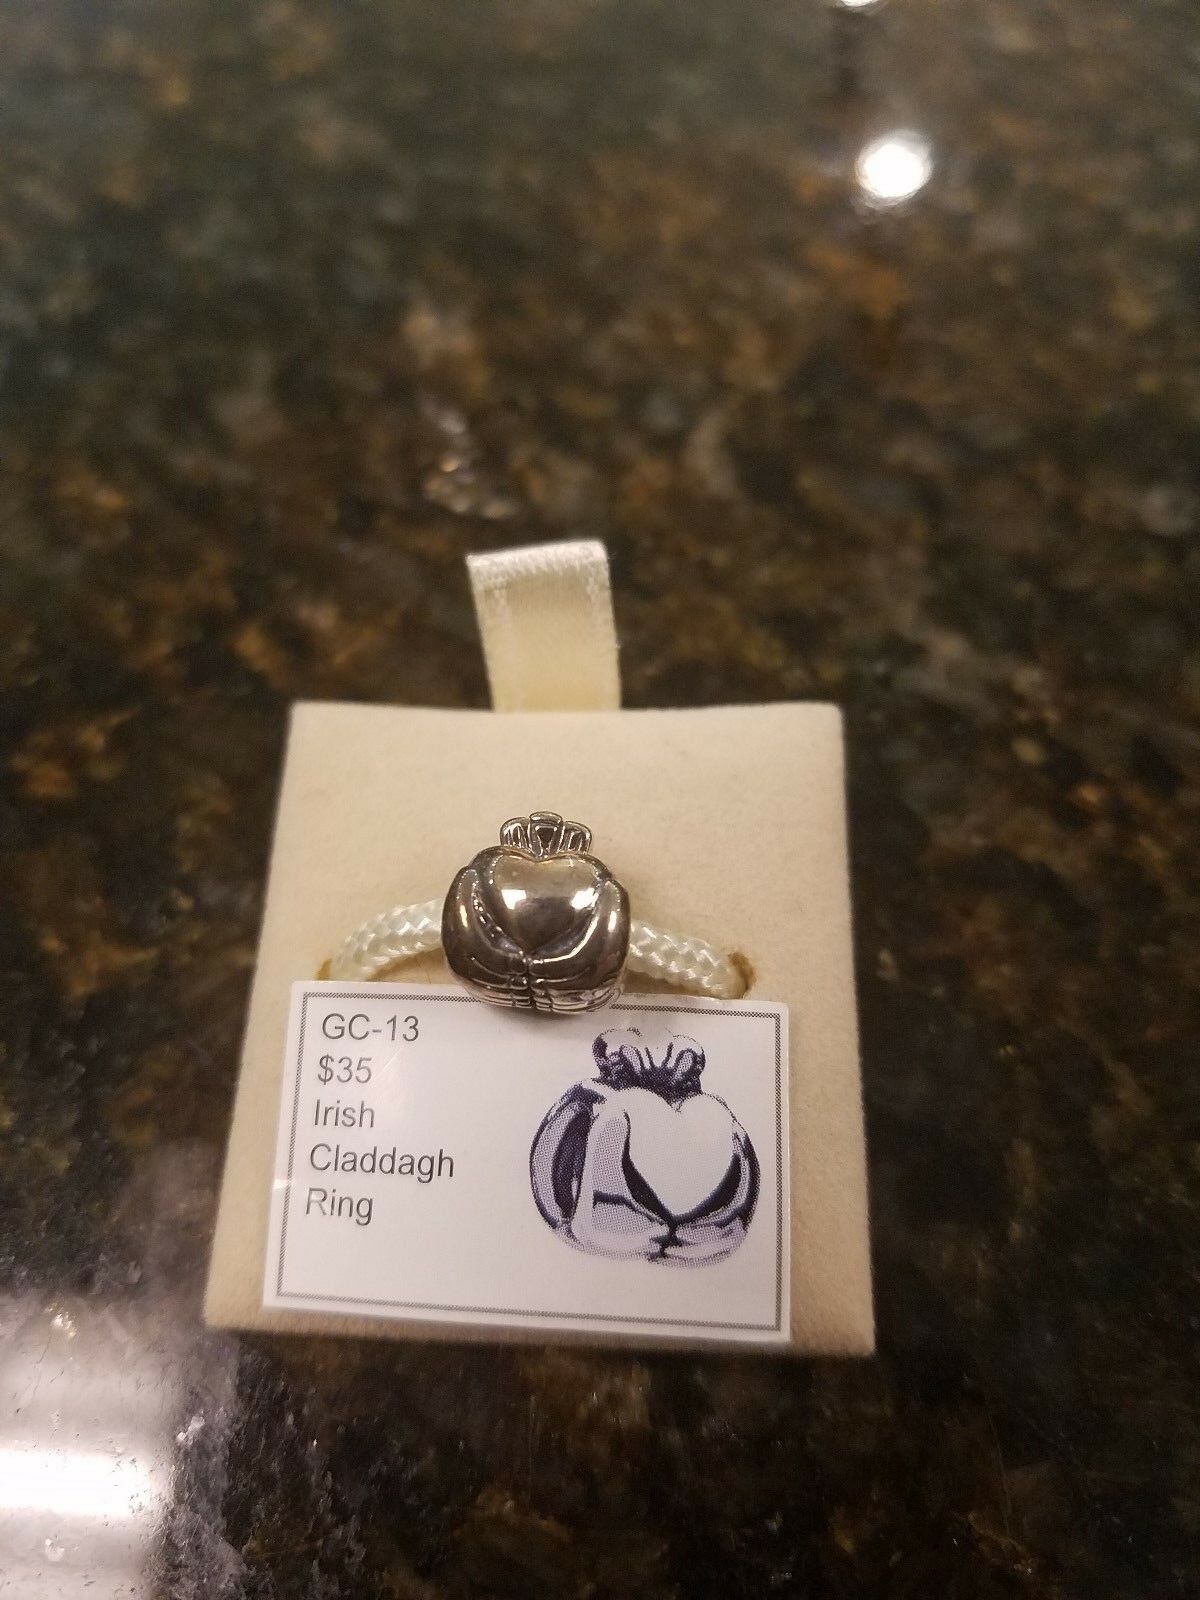 GC-13
$35
Irish
Claddagh
Ring